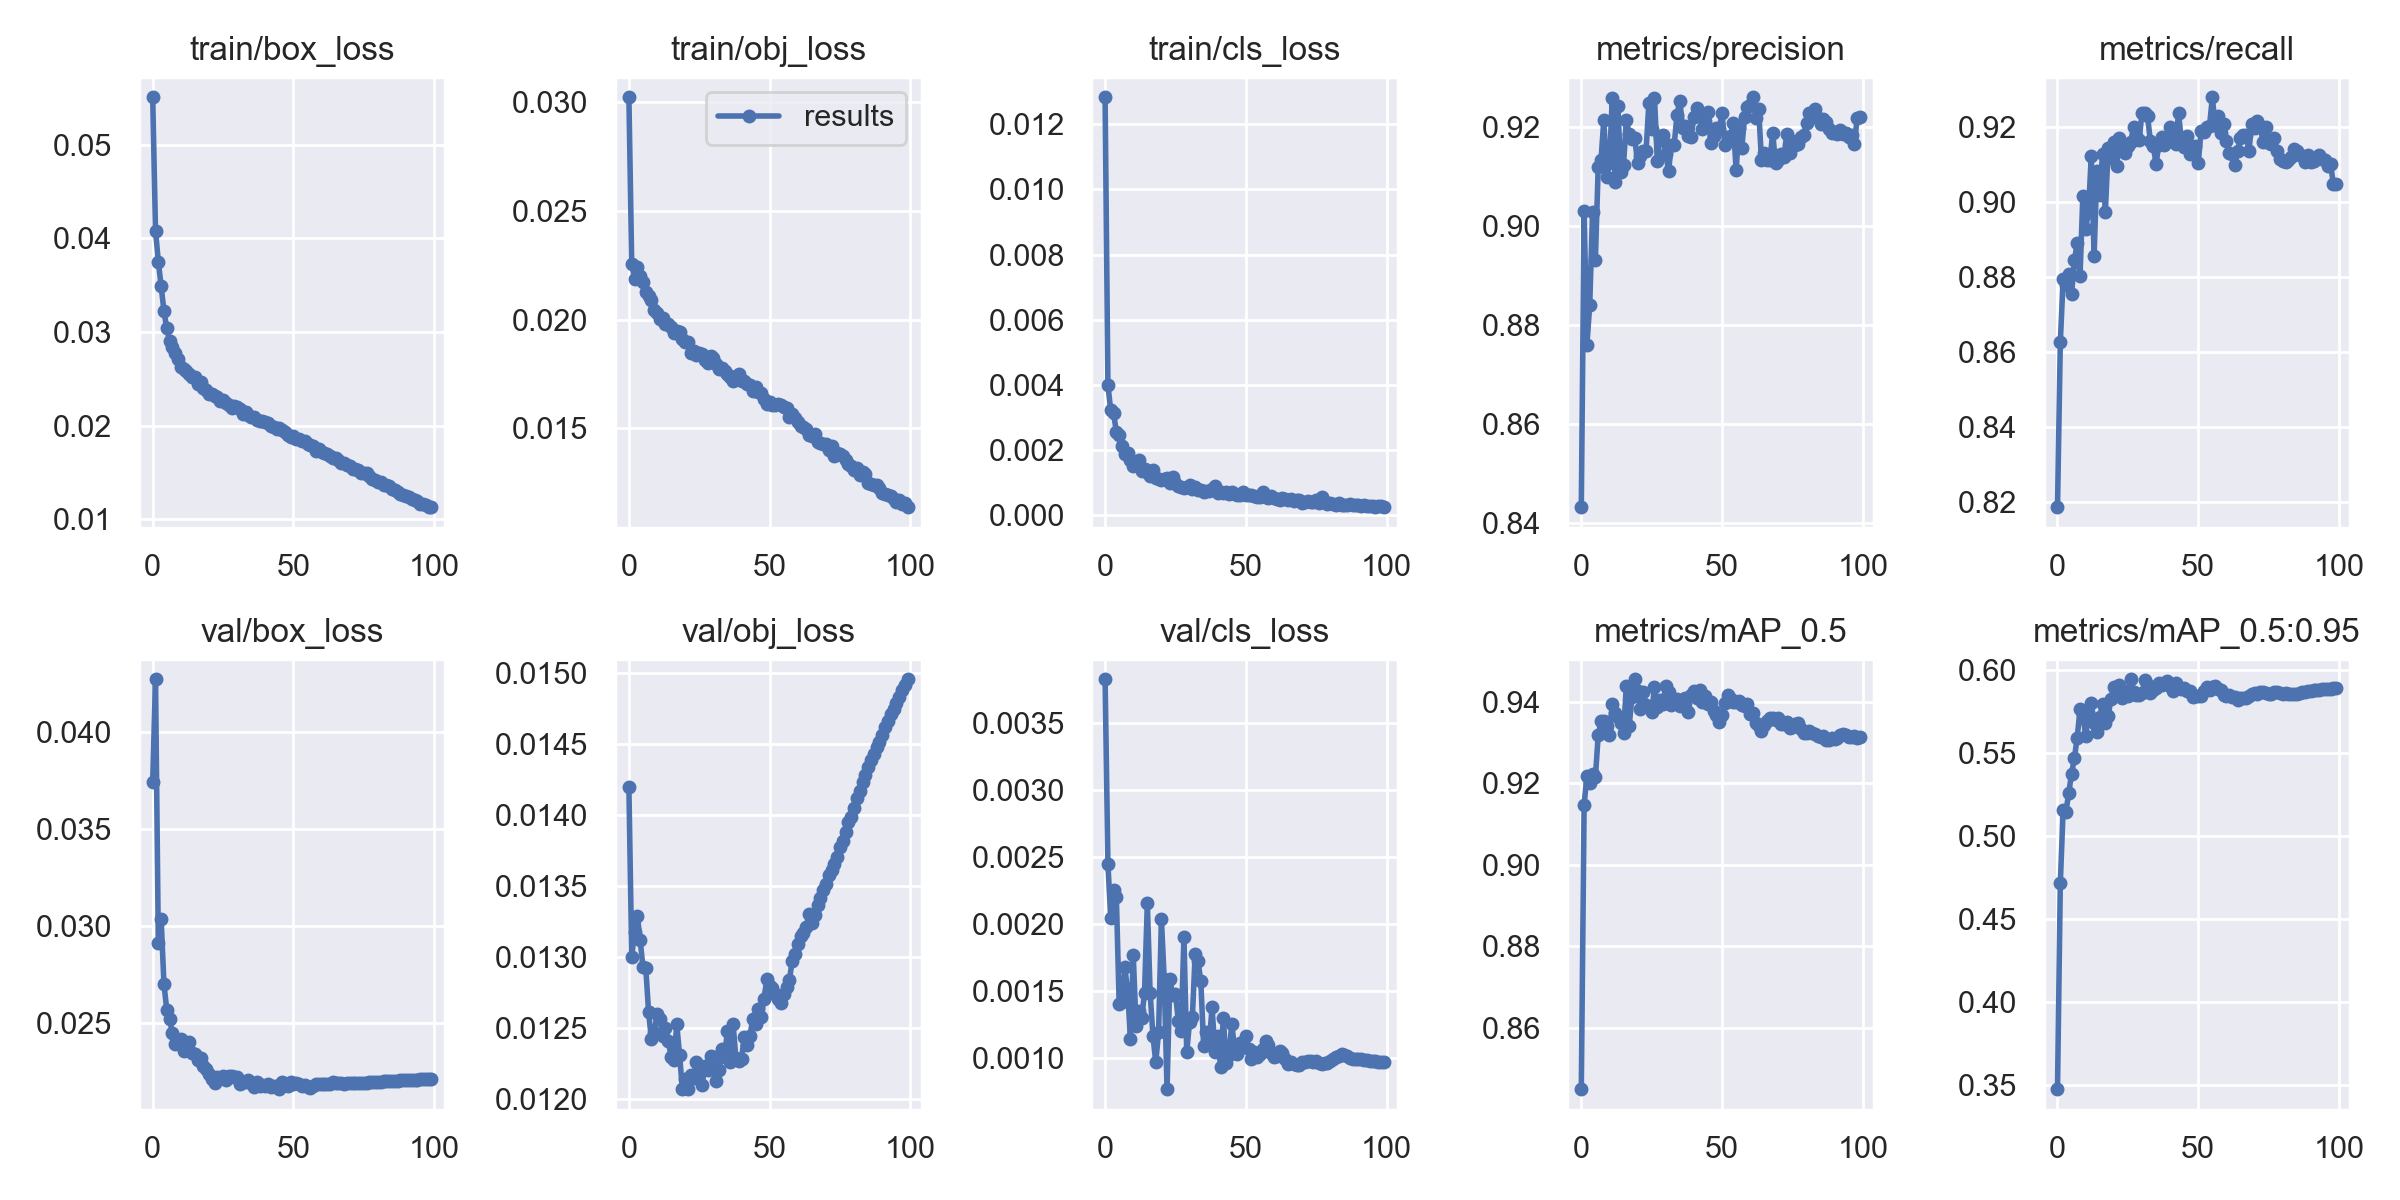 train/box_loss
0.05
0.04
0.03
0.02
0.01
0 50 100
train/obj_loss
results
0.030
0.025
0.020
0.015
0 50 100
train/cls_loss
0.012
0.010
0.008
0.006
0.004
0.002
0.000
0 50 100
metrics/precision
0.92
0.90
0.88
0.86
0.84
0 50 100
metrics/recall
0.92
0.90
0.88
0.86
0.84
0.82
0 50 100
val/box_loss
0.040
0.035
0.030
0.025
0 50 100
val/obj_loss
0.0150
0.0145
0.0140
0.0135
0.0130
0.0125
0.0120
0 50 100
val/cls_loss
0.0035
0.0030
0.0025
0.0020
0.0015
0.0010
0 50 100
metrics/mAP_0.5
0.94
0.92
0.90
0.88
0.86
0 50 100
metrics/mAP_0.5:0.95
0.60
0.55
0.50
0.45
0.40
0.35
0 50 100